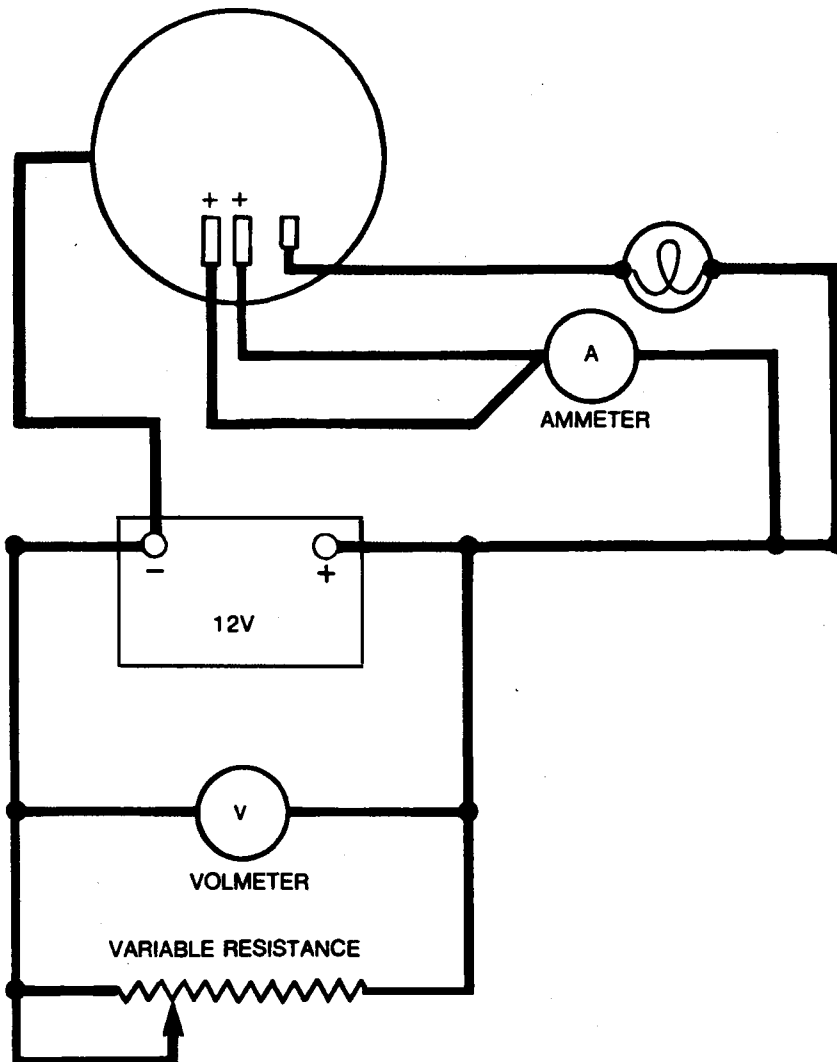 + +
A
AMMETER
− +
12V
V
VOLMETER
VARIABLE RESISTANCE